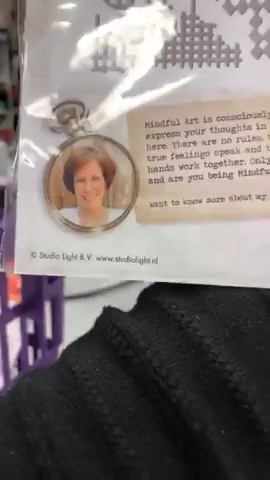 Mindful Art is consciously
express your thoughts in
here. There are no rules.
true feelings speak and
hands work together. Only
and are you being Mindfu
want to know more about my
© Studio Light B.V. www.studiolight.nl